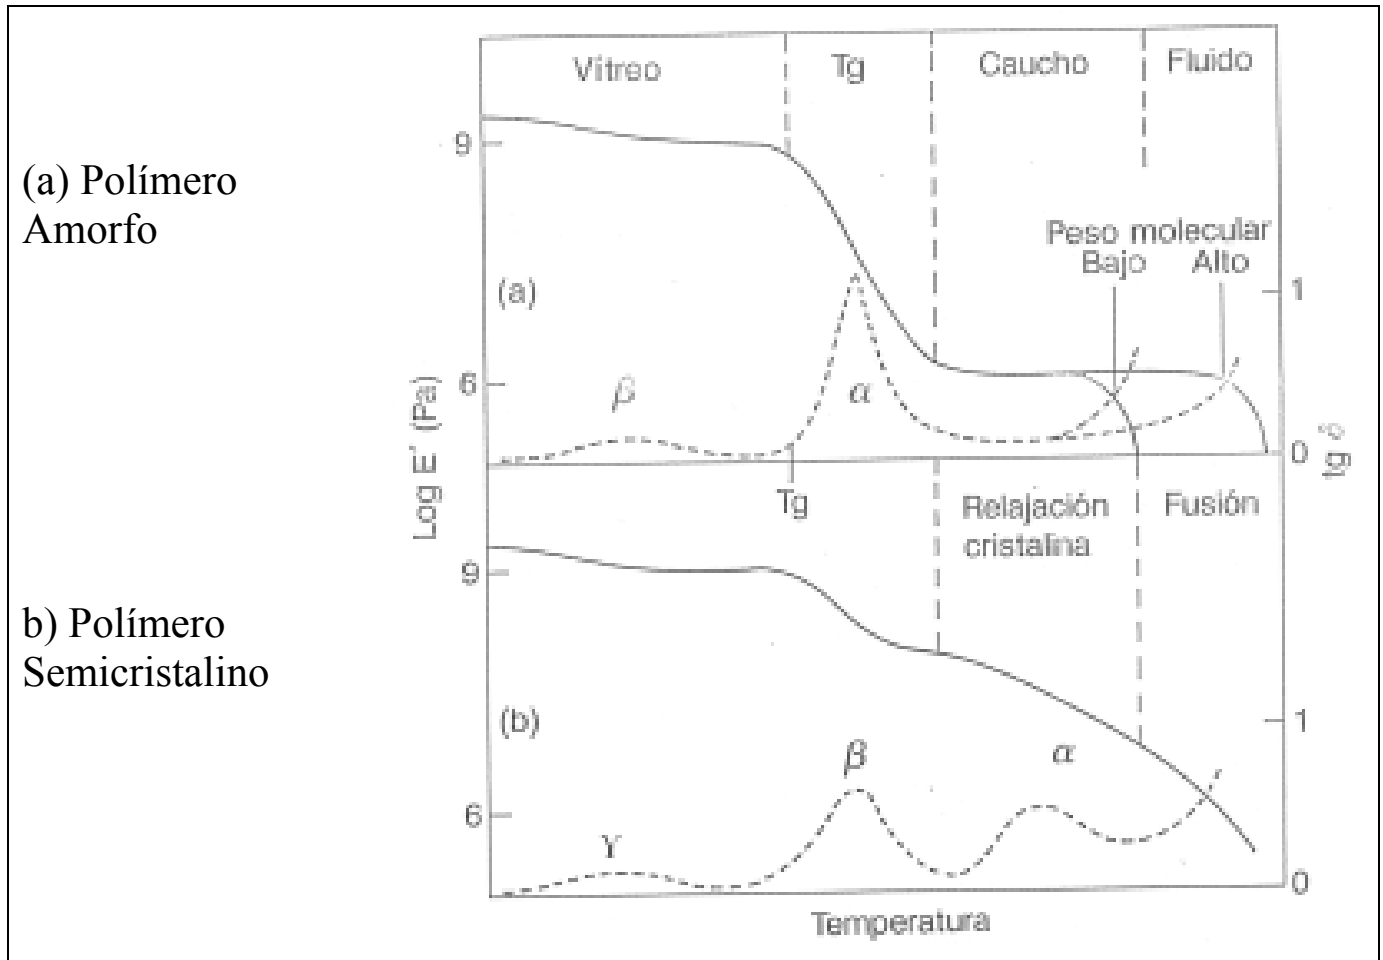 (a) Polímero
Amorfo
b) Polímero
Semicristalino
Vítreo
Tg
Caucho
Fluido
9
6
(a)
β
α
Peso molecular
Bajo
Alto
1
0
Tg
Log E' (Pa)
tg δ
Relajación
cristalina
Fusión
9
6
(b)
γ
β
α
1
0
Temperatura